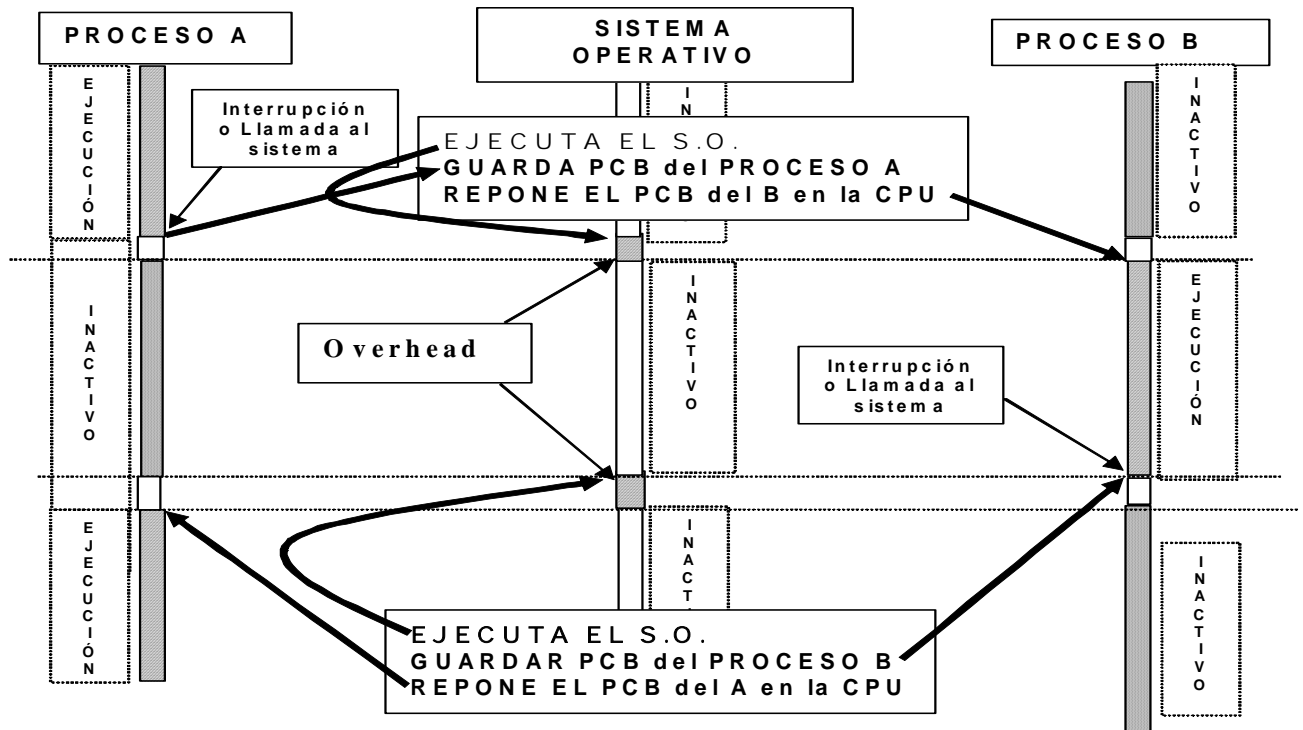 PROCESO A
SISTEMA
OPERATIVO
PROCESO B
EJECUCIÓN
Interrupción
o Llamada al
sistema
IN
INACTIVO
EJECUTA EL S.O.
GUARDA PCB del PROCESO A
REPONE EL PCB del B en la CPU
INACTIVO
Overhead
INACTIVO
Interrupción
o Llamada al
sistema
EJECUCIÓN
EJECUCIÓN
INACT
INACTIVO
EJECUTA EL S.O.
GUARDAR PCB del PROCESO B
REPONE EL PCB del A en la CPU